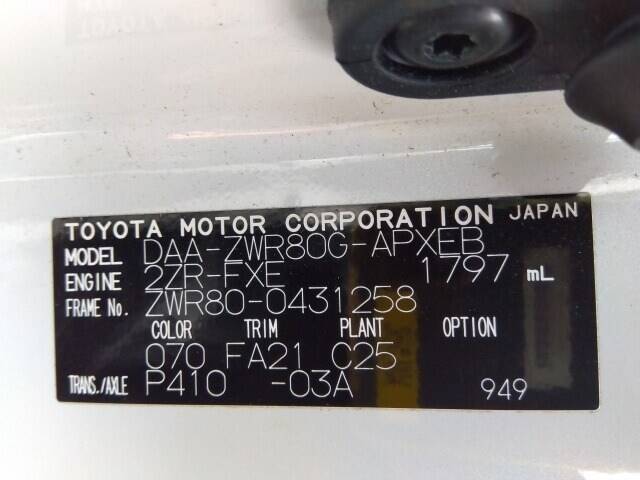 TOYOTA MOTOR CORPORATION JAPAN
MODEL DAA-ZWR80G-APXEB
ENGINE 2ZR-FXE 1797 mL
FRAME No. ZWR80-0431258
COLOR TRIM PLANT OPTION
070 FA21 C25
TRANS./AXLE P410 -03A 949